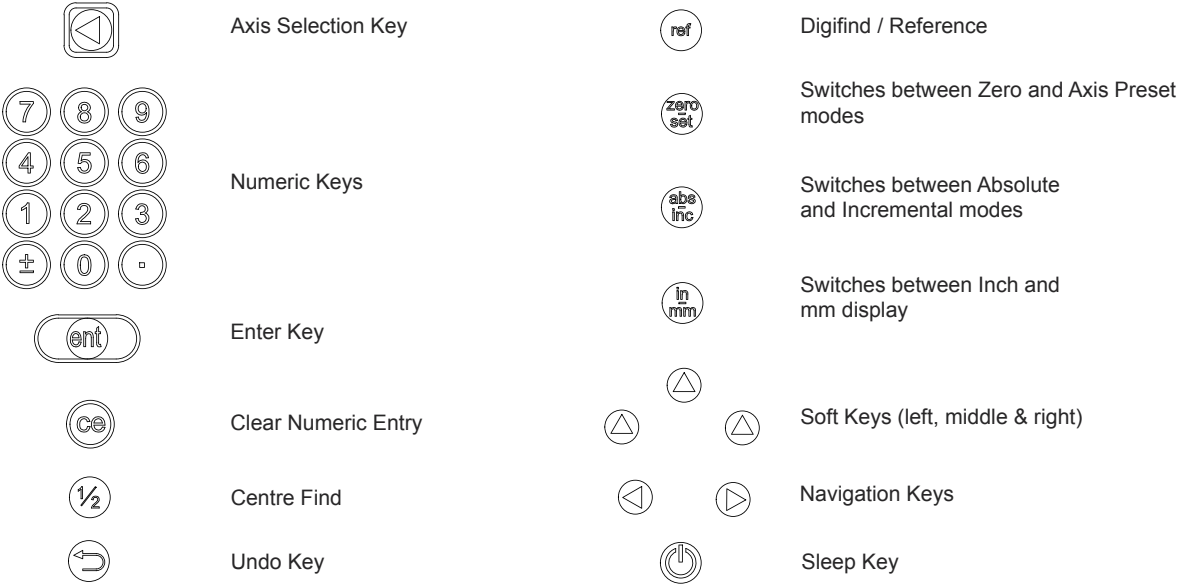 Axis Selection Key
7 8 9
4 5 6
1 2 3
± 0 .
Numeric Keys
ent
Enter Key
ce
Clear Numeric Entry
1/2
Centre Find
Undo Key
ref
Digifind / Reference
zero
set
Switches between Zero and Axis Preset
modes
abs
inc
Switches between Absolute
and Incremental modes
in
mm
Switches between Inch and
mm display
Soft Keys (left, middle & right)
Navigation Keys
Sleep Key